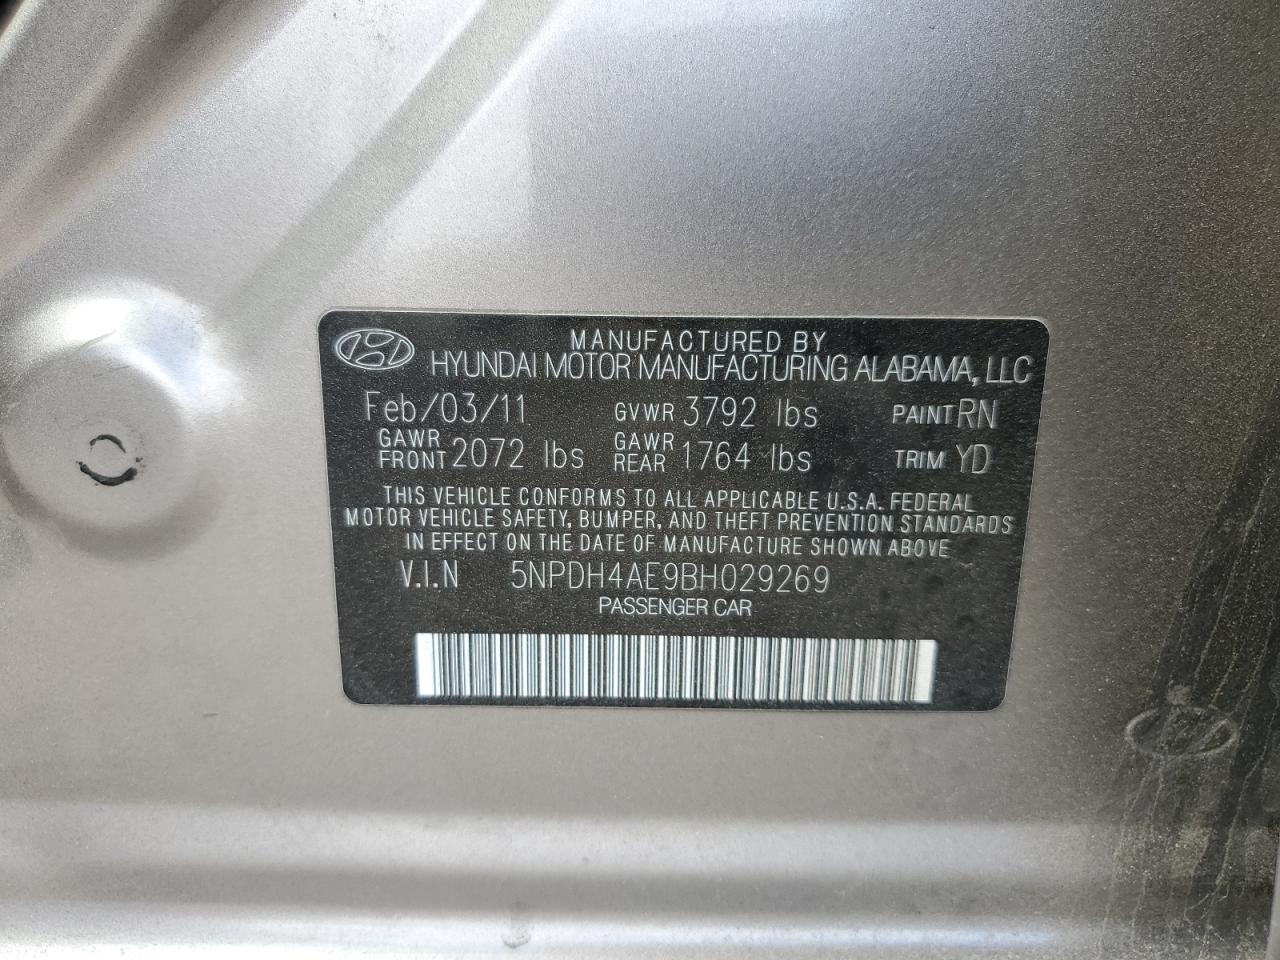 MANUFACTURED BY
HYUNDAI MOTOR MANUFACTURING ALABAMA, LLC
Feb/03/11 GVWR 3792 lbs PAINT RN
GAWR FRONT 2072 lbs GAWR REAR 1764 lbs TRIM YD
THIS VEHICLE CONFORMS TO ALL APPLICABLE U.S.A. FEDERAL
MOTOR VEHICLE SAFETY, BUMPER, AND THEFT PREVENTION STANDARDS
IN EFFECT ON THE DATE OF MANUFACTURE SHOWN ABOVE
V.I.N 5NPDH4AE9BH029269
PASSENGER CAR